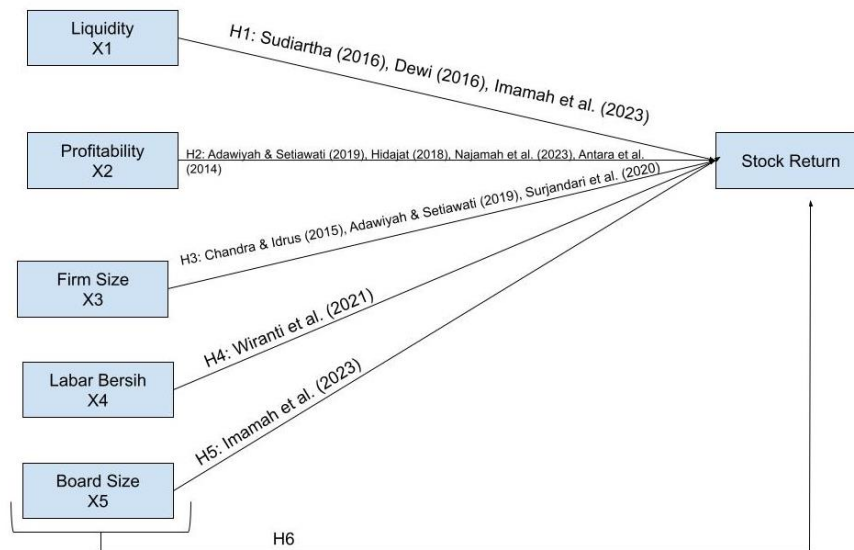 Liquidity
X1
H1: Sudiartha (2016), Dewi (2016), Imamah et al. (2023)
Profitability
X2
H2: Adawiyah & Setiawati (2019), Hidajat (2018), Najamah et al. (2023), Antara et al.
(2014)
Stock Return
H3: Chandra & Idrus (2015), Adawiyah & Setiawati (2019), Surjandari et al. (2020)
Firm Size
X3
H4: Wiranti et al. (2021)
Labar Bersih
X4
H5: Imamah et al. (2023)
Board Size
X5
H6